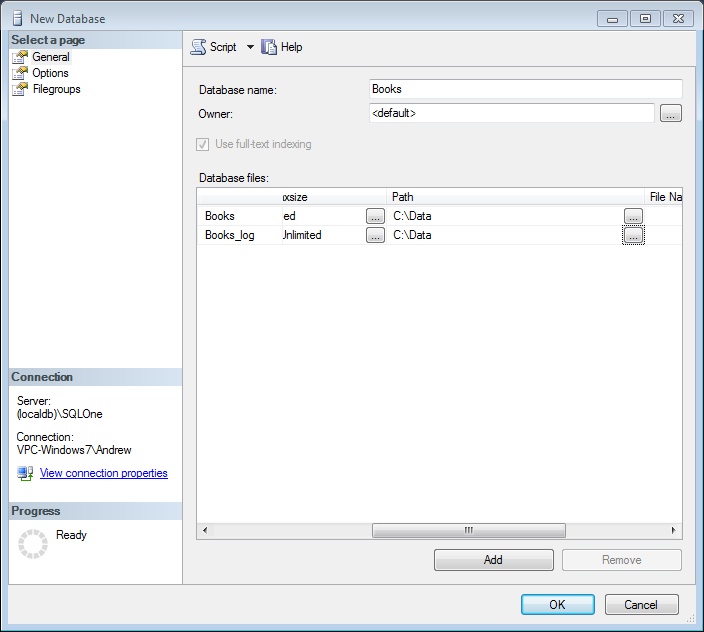 New Database
Select a page
General
Options
Filegroups
Script Help
Database name: Books
Owner: <default> ...
Use full-text indexing
Database files:
xsize Path File Na
Books ed ... C:\Data ...
Books_log Unlimited ... C:\Data ...
Connection
Server:
(localdb)\SQLOne
Connection:
VPC-Windows7\Andrew
View connection properties
Progress
Ready
Add Remove
OK Cancel